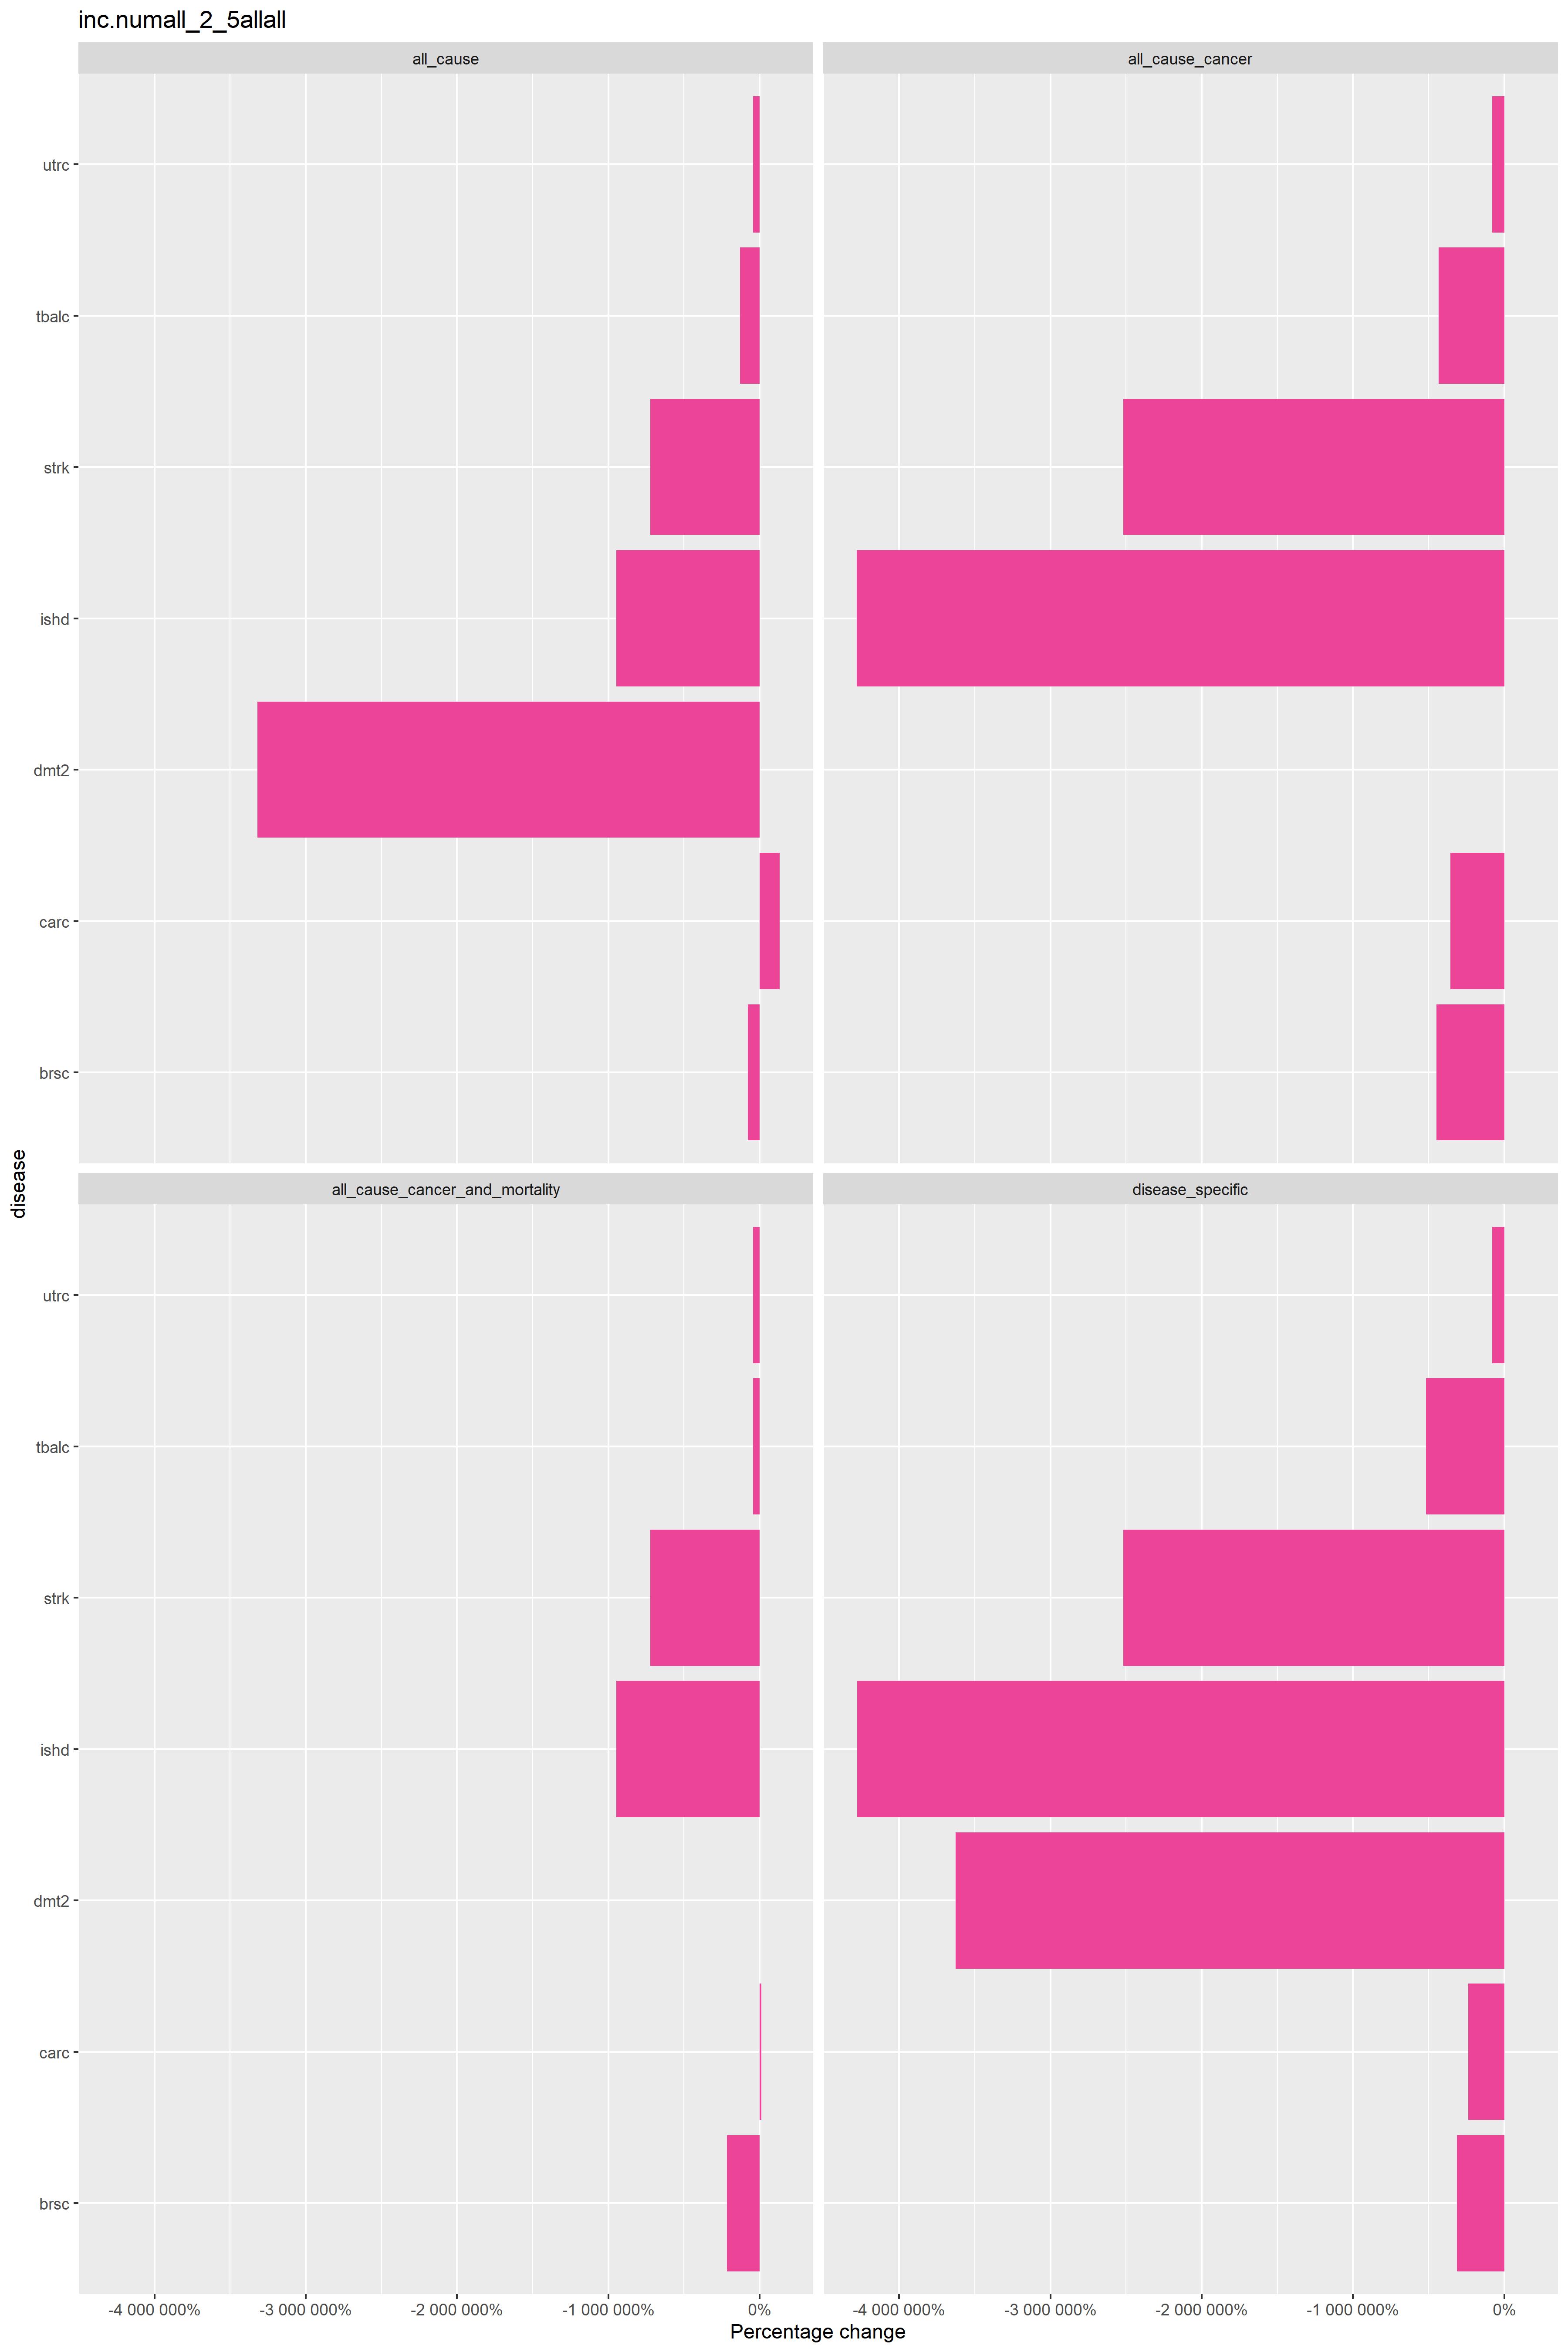 inc.numall_2_5allall
all_cause
all_cause_cancer
utrc
tbalc
strk
ishd
dmt2
carc
brsc
disease
all_cause_cancer_and_mortality
disease_specific
utrc
tbalc
strk
ishd
dmt2
carc
brsc
-4 000 000% -3 000 000% -2 000 000% -1 000 000% 0% -4 000 000% -3 000 000% -2 000 000% -1 000 000% 0%
Percentage change